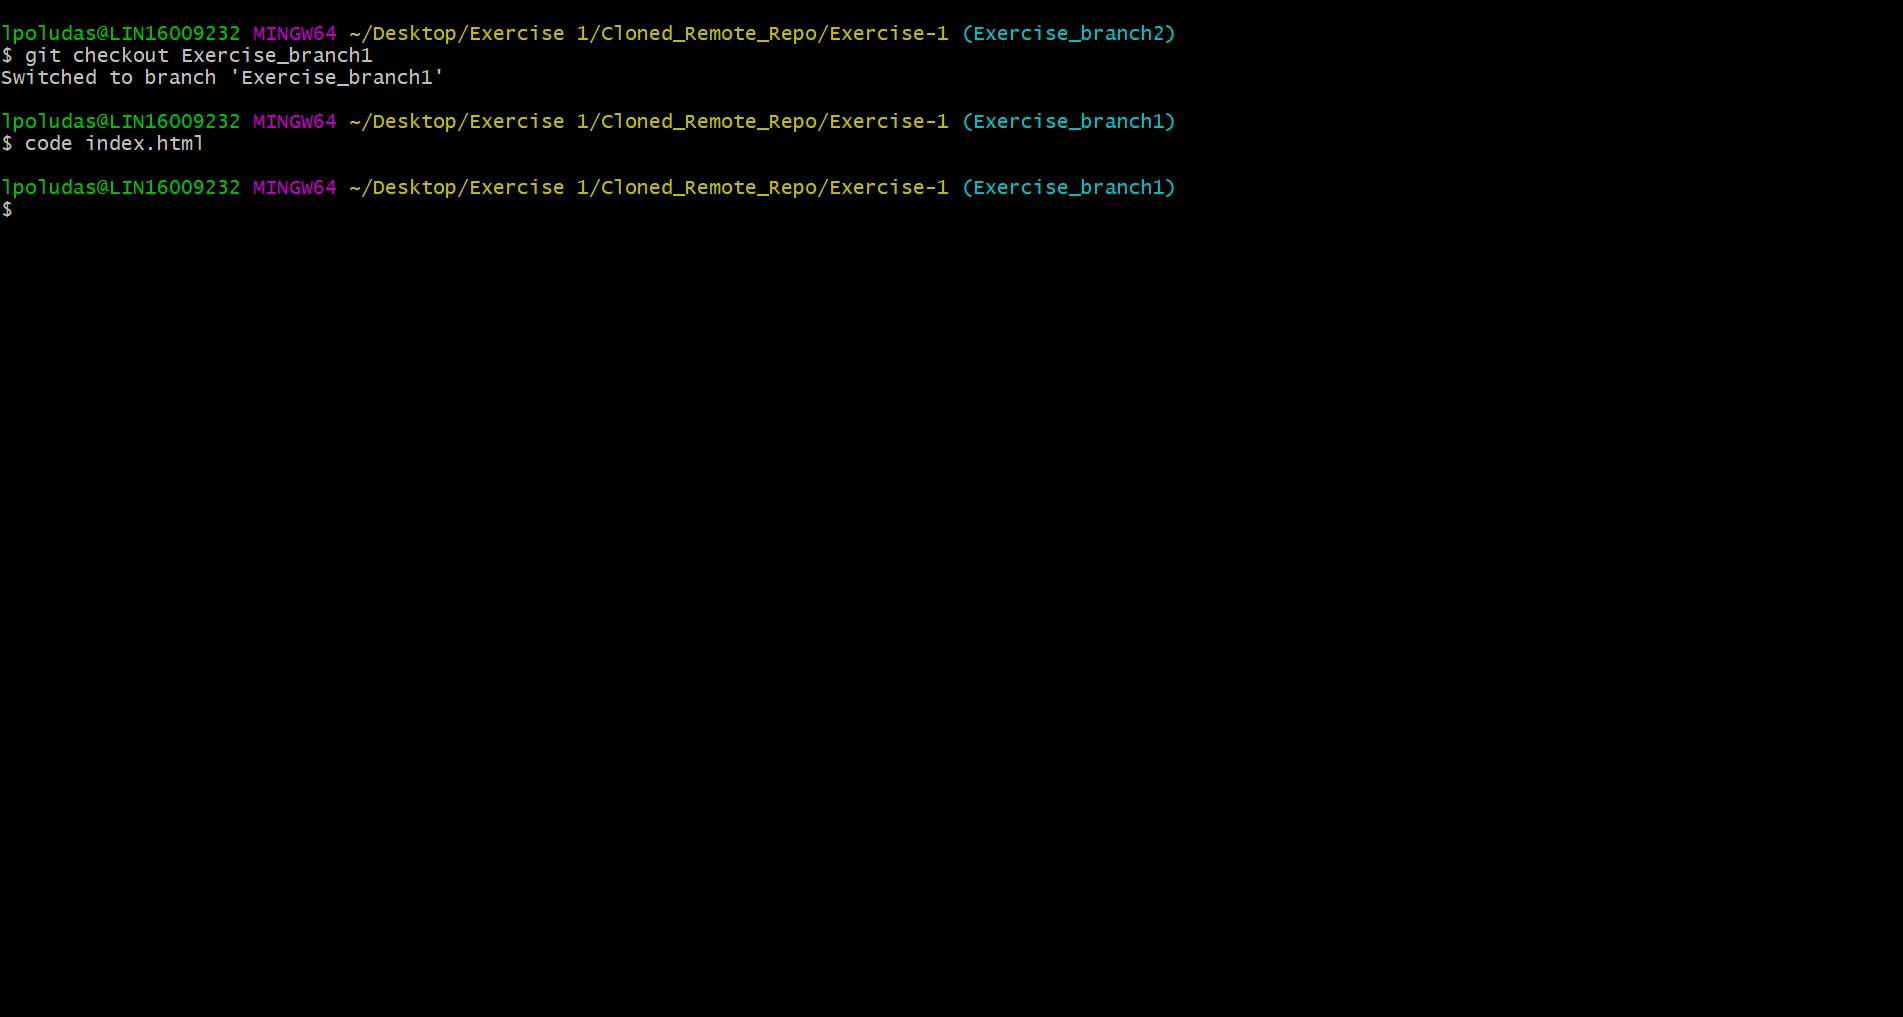 lpoludas@LIN16009232 MINGW64 ~/Desktop/Exercise 1/Cloned_Remote_Repo/Exercise-1 (Exercise_branch2)
$ git checkout Exercise_branch1
Switched to branch 'Exercise_branch1'
lpoludas@LIN16009232 MINGW64 ~/Desktop/Exercise 1/Cloned_Remote_Repo/Exercise-1 (Exercise_branch1)
$ code index.html
lpoludas@LIN16009232 MINGW64 ~/Desktop/Exercise 1/Cloned_Remote_Repo/Exercise-1 (Exercise_branch1)
$